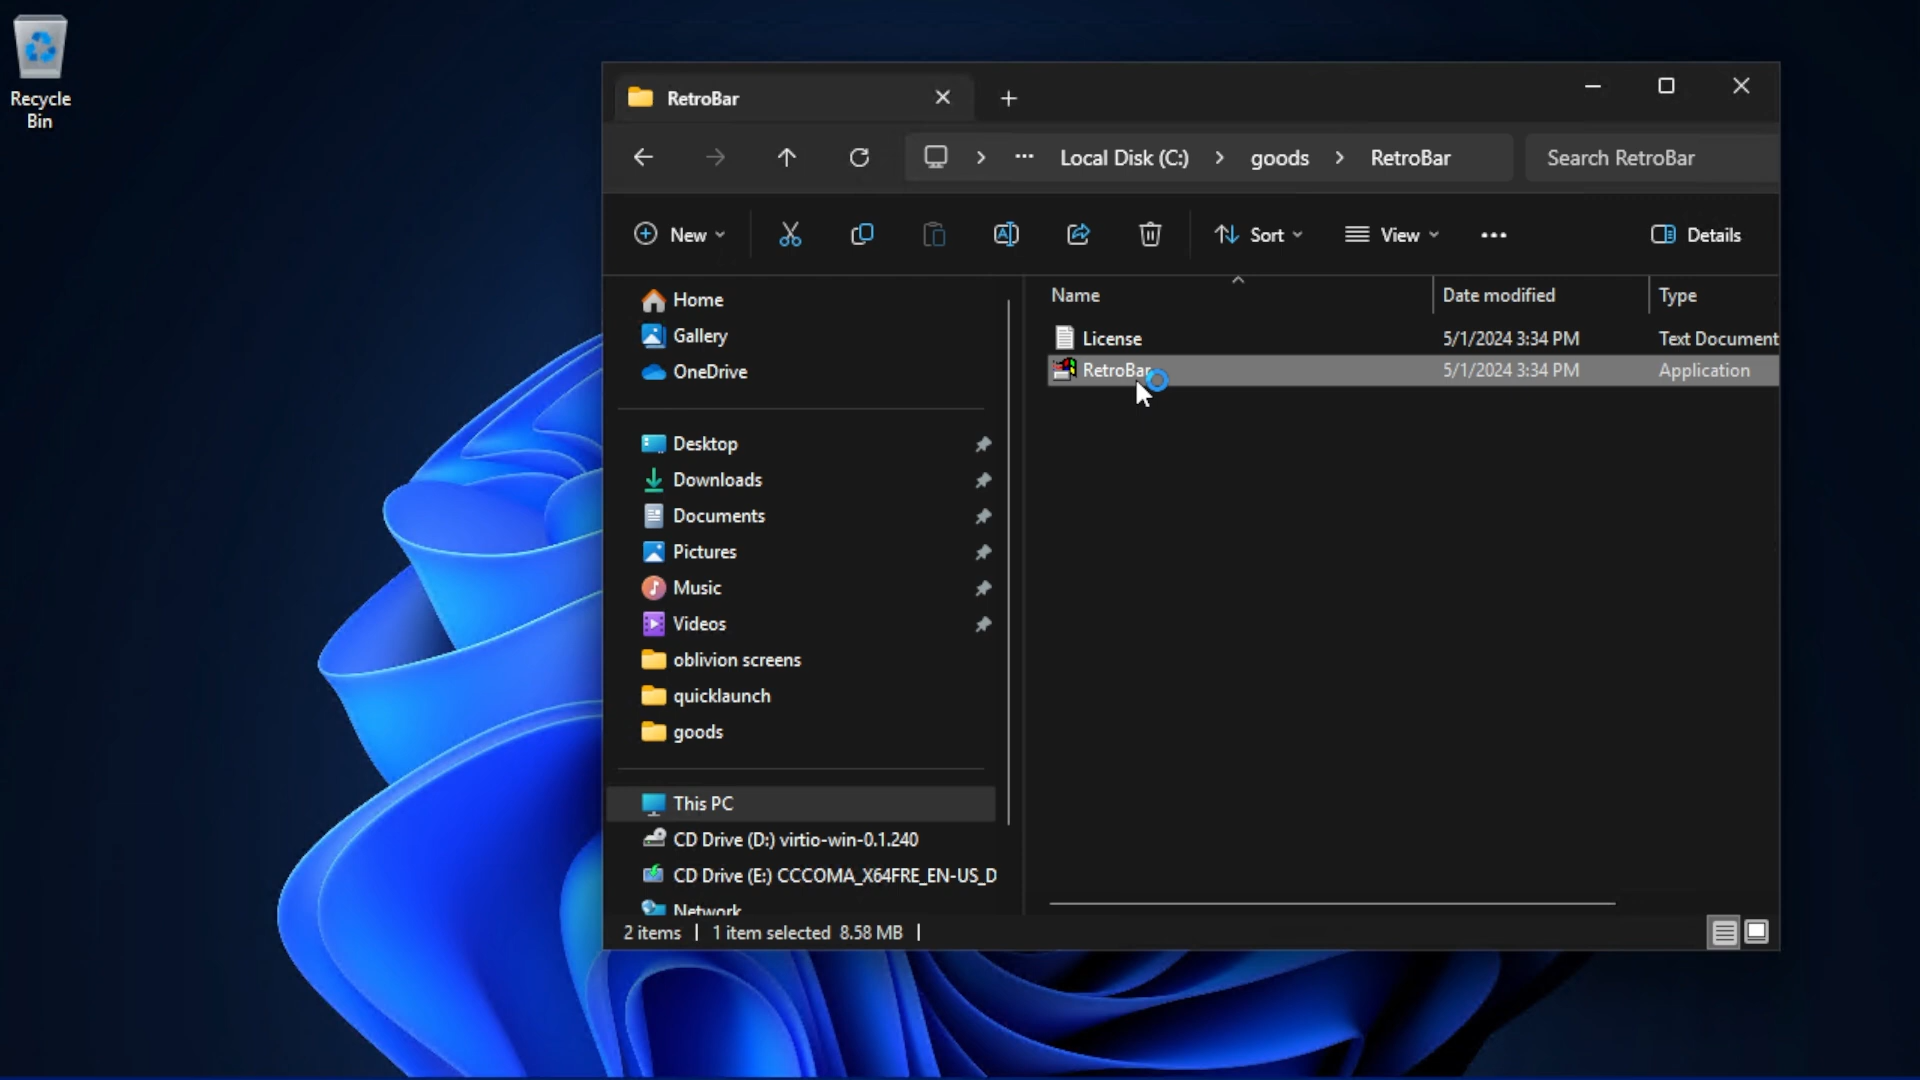 Recycle
Bin
RetroBar
Local Disk (C:)
goods
RetroBar
Search RetroBar
New
Sort
View
Details
Name
Date modified
Type
License
5/1/2024 3:34 PM
Text Document
RetroBar
5/1/2024 3:34 PM
Application
Home
Gallery
OneDrive
Desktop
Downloads
Documents
Pictures
Music
Videos
oblivion screens
quicklaunch
goods
This PC
CD Drive (D:) virtio-win-0.1.240
CD Drive (E:) CCCOMA_X64FRE_EN-US_D
Network
2 items
1 item selected 8.58 MB